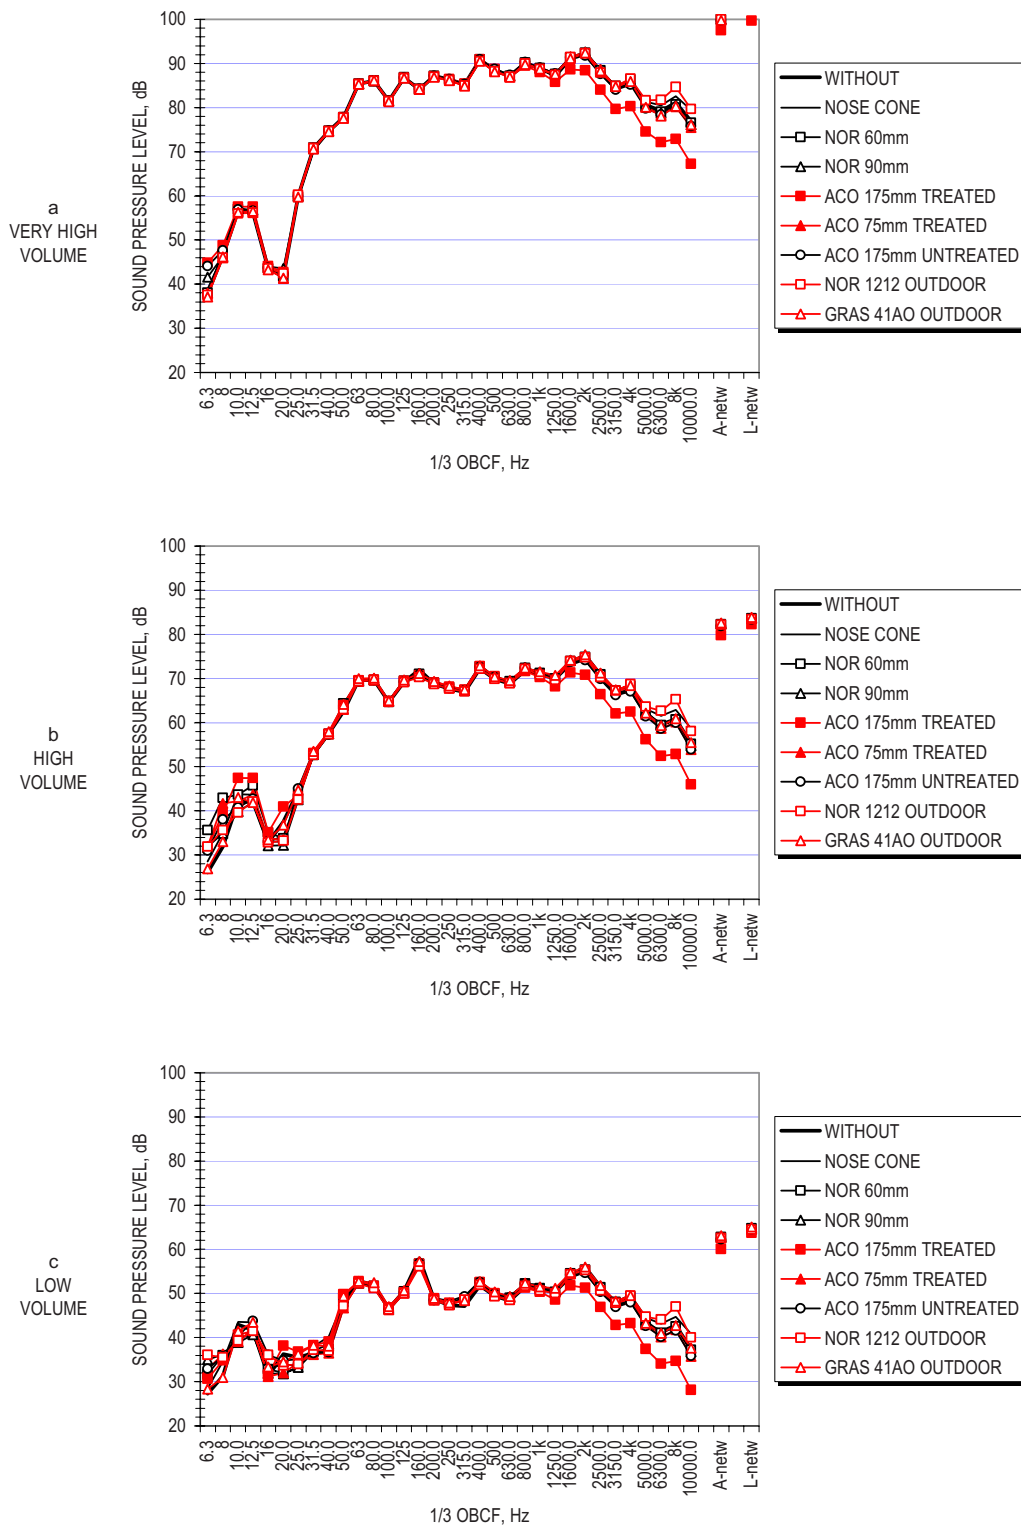 a
VERY HIGH
VOLUME
SOUND PRESSURE LEVEL, dB
100
90
80
70
60
50
40
30
20
6.3
8
10.0
12.5
16
20.0
25.0
31.5
40.0
50.0
63
80.0
100.0
125
160.0
200.0
250
315.0
400.0
500
630.0
800.0
1k
1250.0
1600.0
2k
2500.0
3150.0
4k
5000.0
6300.0
8k
10000.0
A-netw
L-netw
1/3 OBCF, Hz
WITHOUT
NOSE CONE
NOR 60mm
NOR 90mm
ACO 175mm TREATED
ACO 75mm TREATED
ACO 175mm UNTREATED
NOR 1212 OUTDOOR
GRAS 41AO OUTDOOR
b
HIGH
VOLUME
SOUND PRESSURE LEVEL, dB
100
90
80
70
60
50
40
30
20
6.3
8
10.0
12.5
16
20.0
25.0
31.5
40.0
50.0
63
80.0
100.0
125
160.0
200.0
250
315.0
400.0
500
630.0
800.0
1k
1250.0
1600.0
2k
2500.0
3150.0
4k
5000.0
6300.0
8k
10000.0
A-netw
L-netw
1/3 OBCF, Hz
WITHOUT
NOSE CONE
NOR 60mm
NOR 90mm
ACO 175mm TREATED
ACO 75mm TREATED
ACO 175mm UNTREATED
NOR 1212 OUTDOOR
GRAS 41AO OUTDOOR
c
LOW
VOLUME
SOUND PRESSURE LEVEL, dB
100
90
80
70
60
50
40
30
20
6.3
8
10.0
12.5
16
20.0
25.0
31.5
40.0
50.0
63
80.0
100.0
125
160.0
200.0
250
315.0
400.0
500
630.0
800.0
1k
1250.0
1600.0
2k
2500.0
3150.0
4k
5000.0
6300.0
8k
10000.0
A-netw
L-netw
1/3 OBCF, Hz
WITHOUT
NOSE CONE
NOR 60mm
NOR 90mm
ACO 175mm TREATED
ACO 75mm TREATED
ACO 175mm UNTREATED
NOR 1212 OUTDOOR
GRAS 41AO OUTDOOR